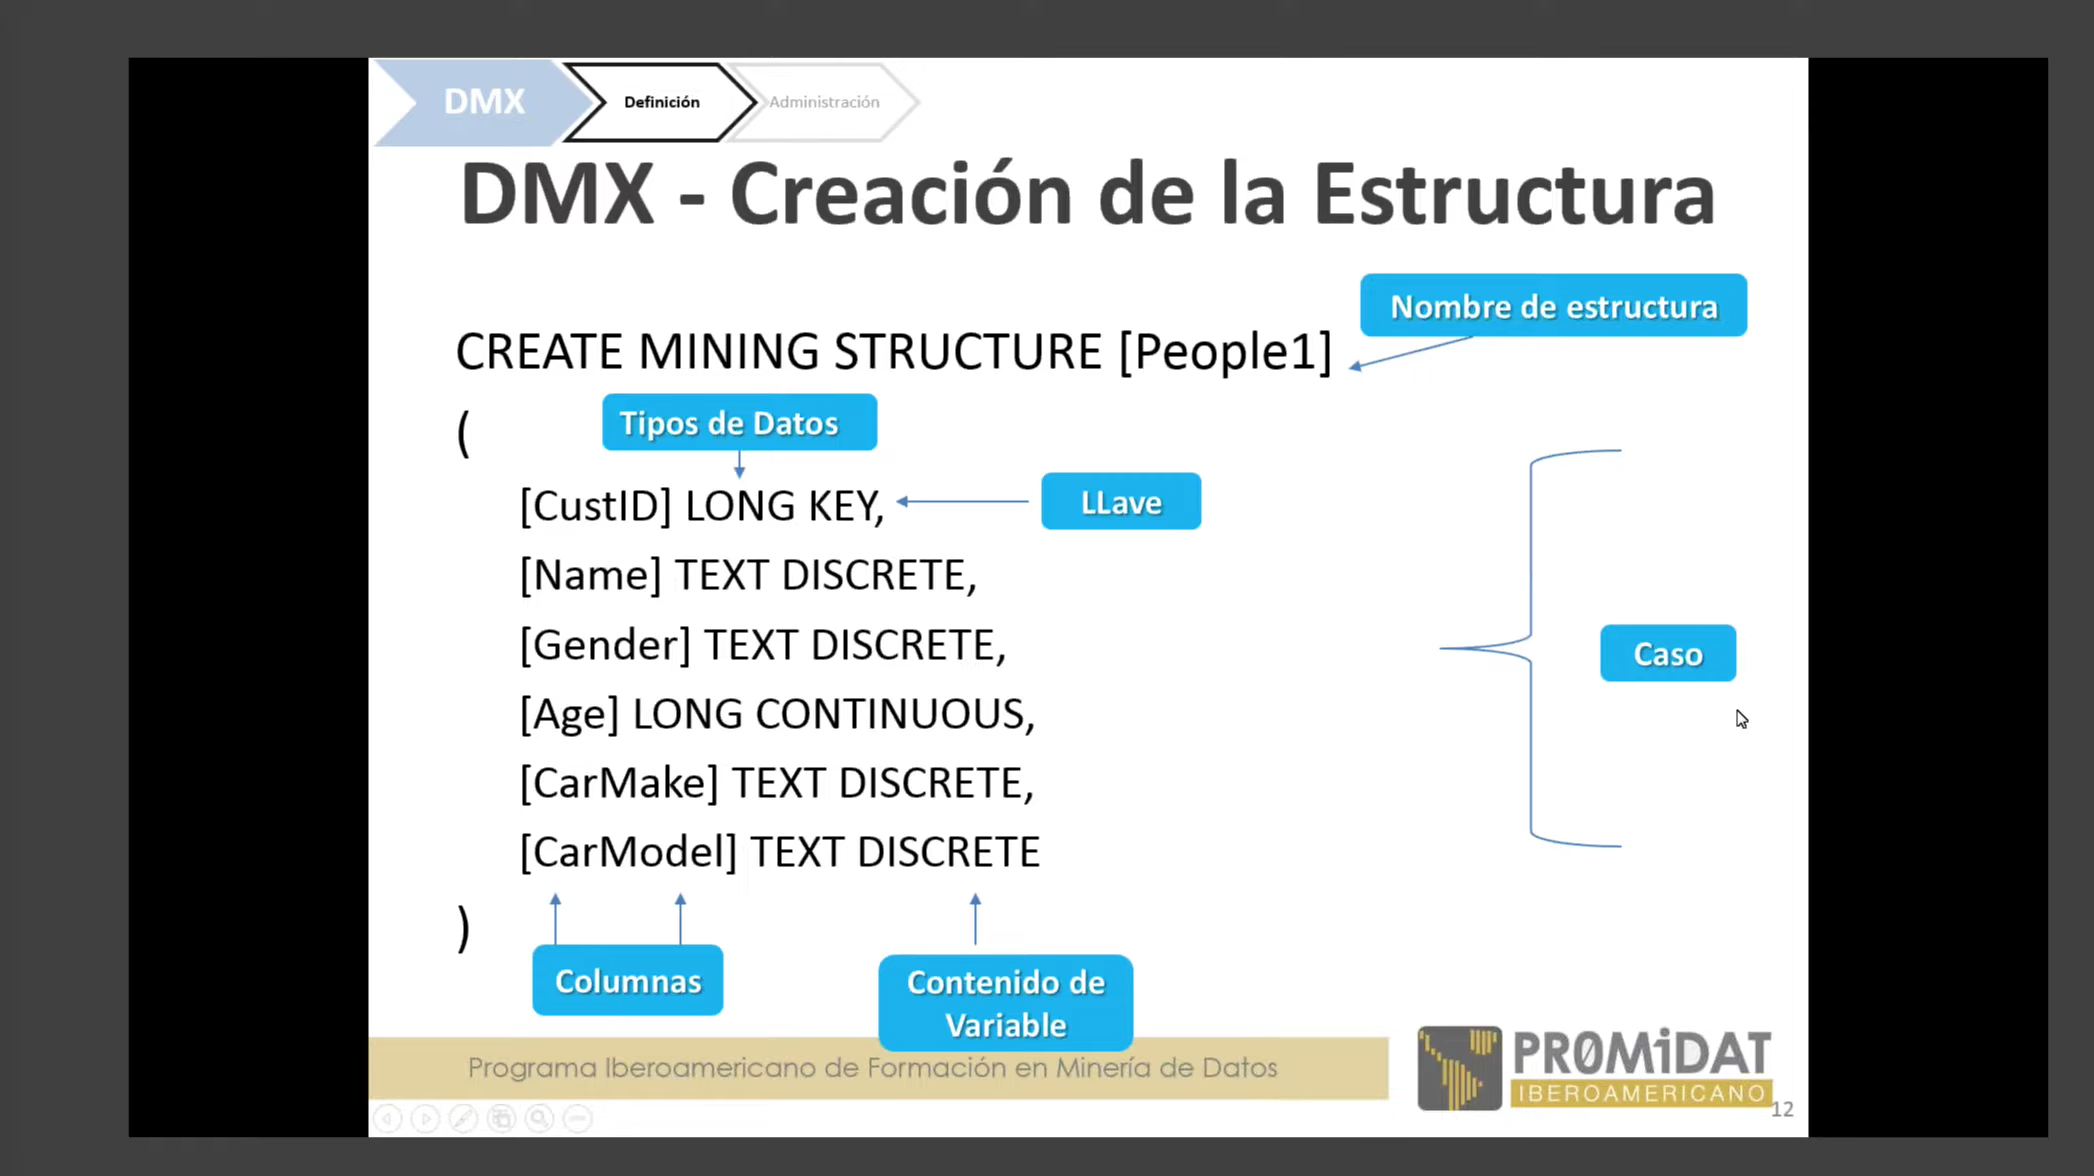 DMX
Definición
Administración
DMX - Creación de la Estructura
Nombre de estructura
CREATE MINING STRUCTURE [People1]
Tipos de Datos
(
[CustID] LONG KEY,
LLave
[Name] TEXT DISCRETE,
[Gender] TEXT DISCRETE,
Caso
[Age] LONG CONTINUOUS,
[CarMake] TEXT DISCRETE,
[CarModel] TEXT DISCRETE
)
Columnas
Contenido de
Variable
Programa Iberoamericano de Formación en Minería de Datos
PR0MiDAT
IBEROAMERICANO
12